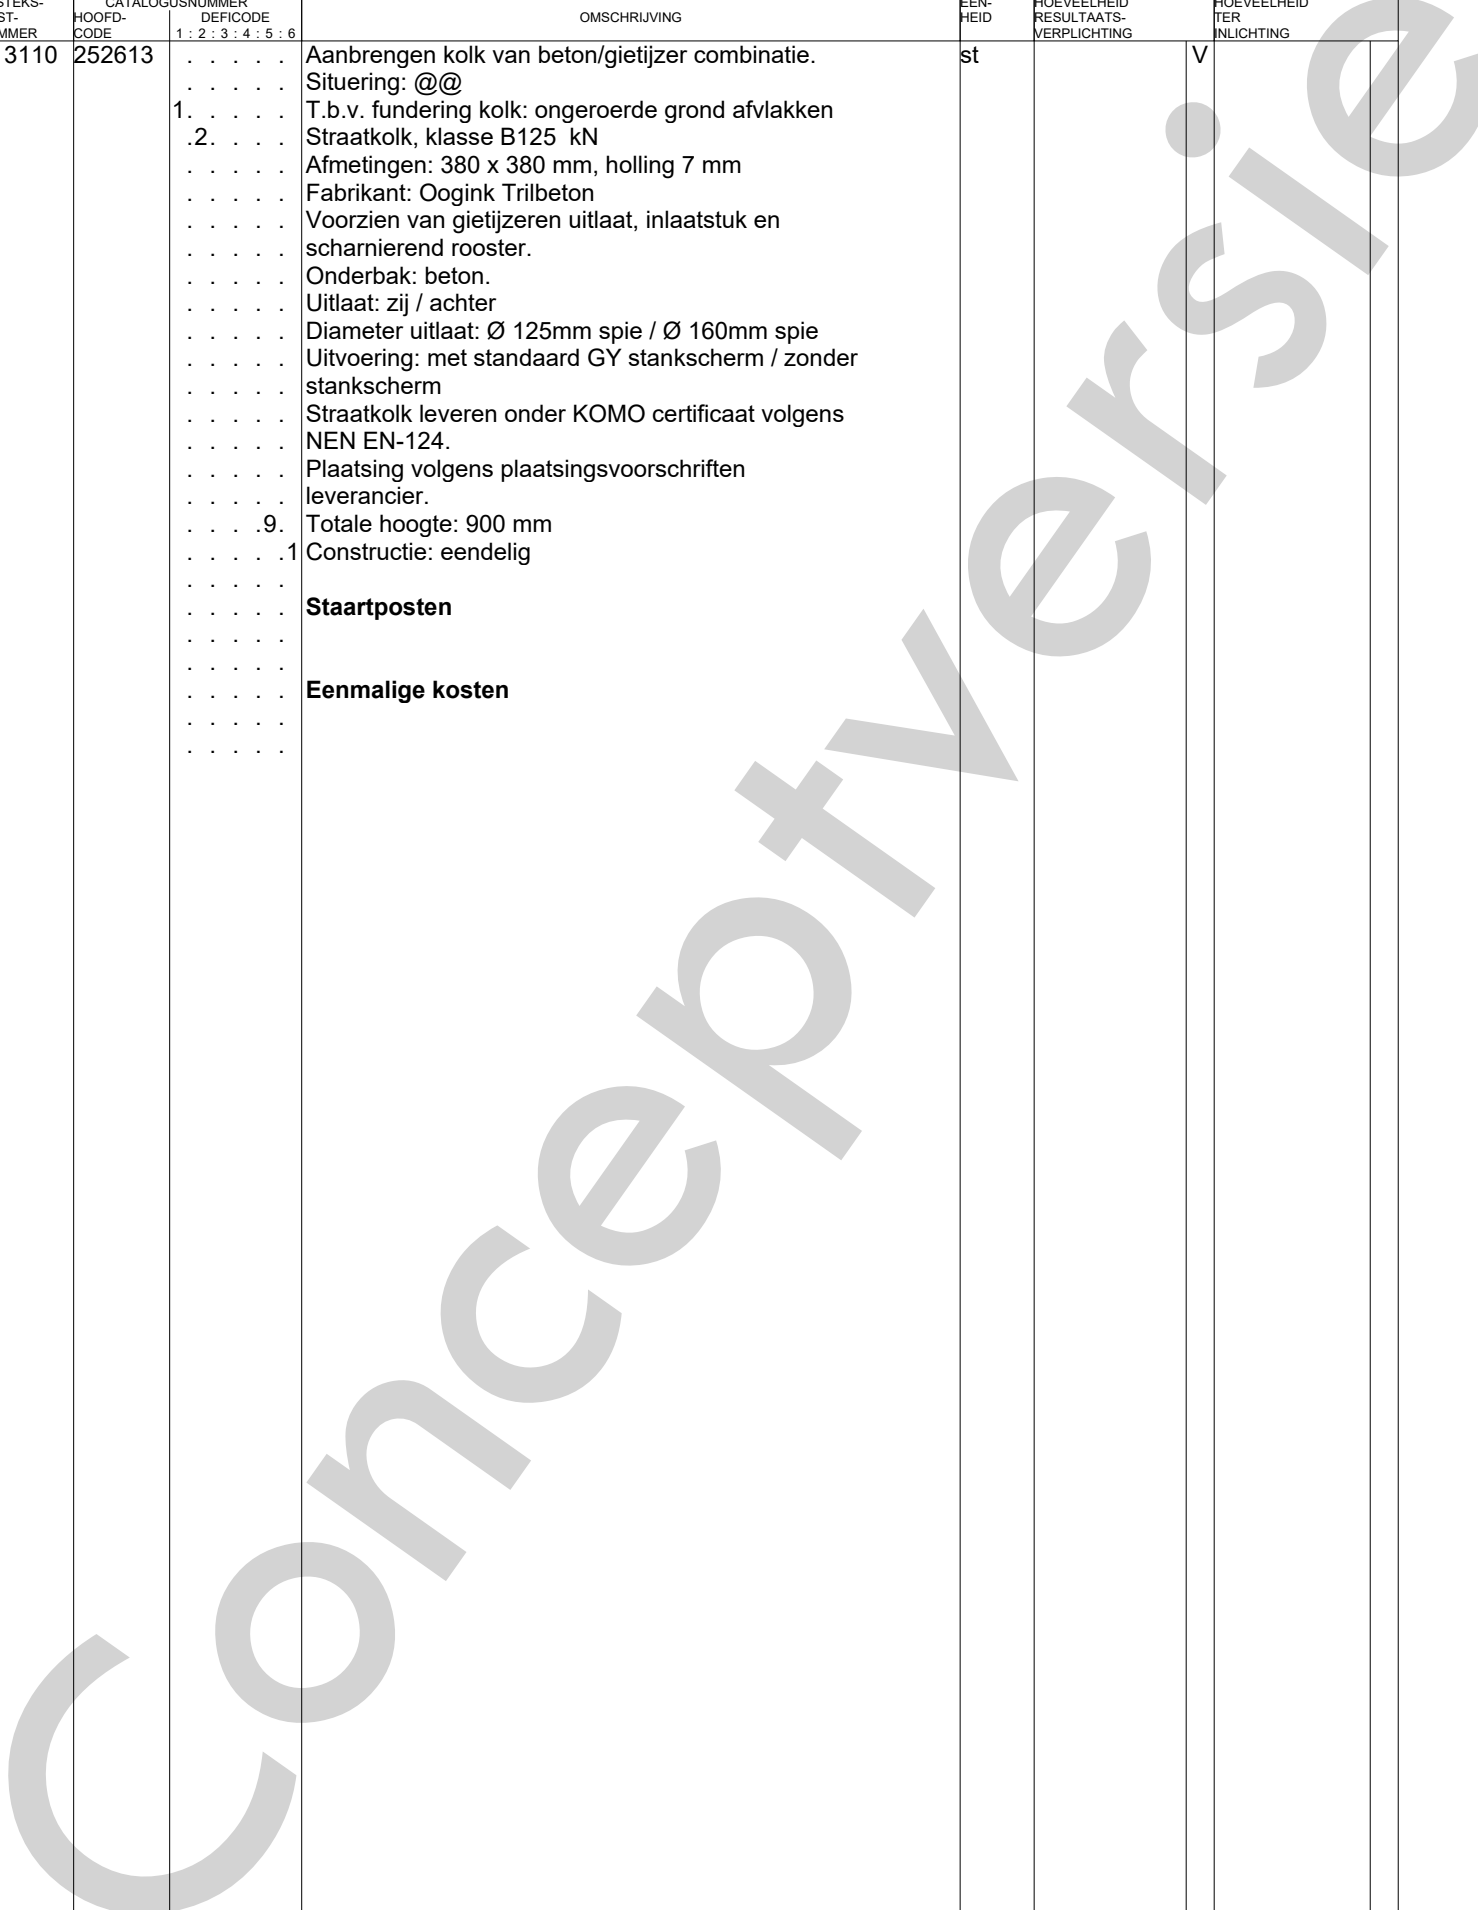 CATALOGUSNUMMER
HOOFD-
CODE
DEFICODE
1 : 2 : 3 : 4 : 5 : 6
OMSCHRIJVING
EEN-
HEID
HOEVEELHEID
RESULTAATS-
VERPLICHTING
HOEVEELHEID
TER
INLICHTING
3110 252613 . . . . . Aanbrengen kolk van beton/gietijzer combinatie. st V
. . . . . Situering: @@
1. . . . . T.b.v. fundering kolk: ongeroerde grond afvlakken
.2. . . . Straatkolk, klasse B125  kN
. . . . . Afmetingen: 380 x 380 mm, holling 7 mm
. . . . . Fabrikant: Oogink Trilbeton
. . . . . Voorzien van gietijzeren uitlaat, inlaatstuk en
. . . . . scharnierend rooster.
. . . . . Onderbak: beton.
. . . . . Uitlaat: zij / achter
. . . . . Diameter uitlaat: Ø 125mm spie / Ø 160mm spie
. . . . . Uitvoering: met standaard GY stankscherm / zonder
. . . . . stankscherm
. . . . . Straatkolk leveren onder KOMO certificaat volgens
. . . . . NEN EN-124.
. . . . . Plaatsing volgens plaatsingsvoorschriften
. . . . . leverancier.
. . . .9. Totale hoogte: 900 mm
. . . . .1 Constructie: eendelig
. . . . .
. . . . . Staartposten
. . . . .
. . . . .
. . . . . Eenmalige kosten
. . . . .
. . . . .
Conceptversie